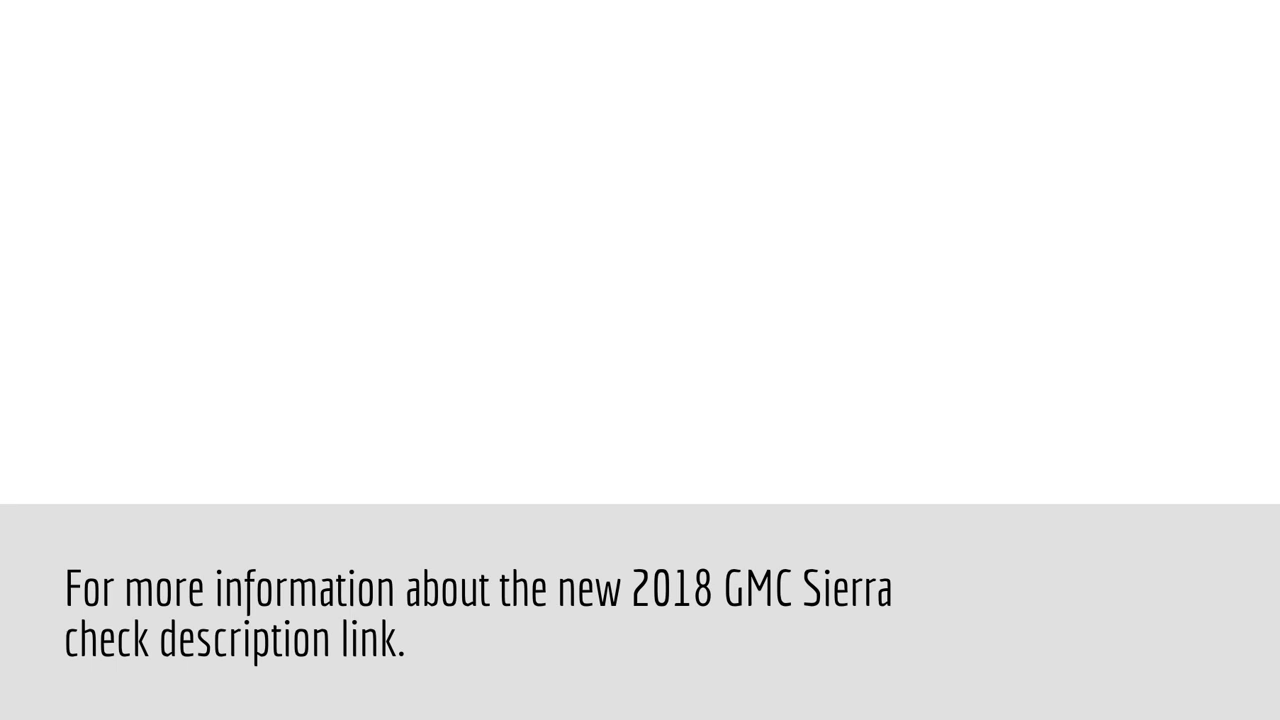 For more information about the new 2018 GMC Sierra
check description link.